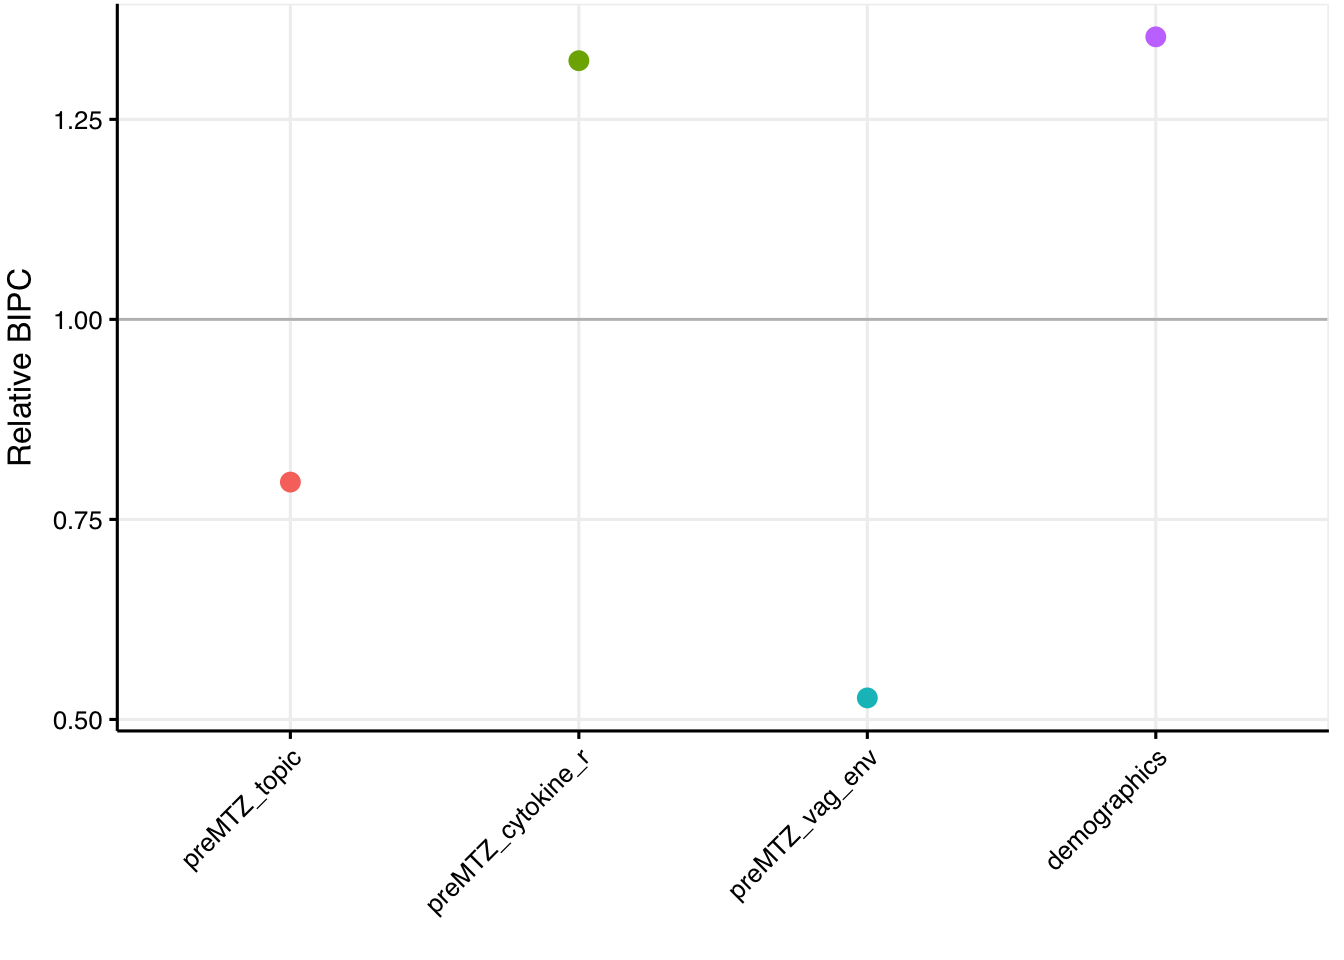 Relative BIPC
1.25
1.00
0.75
0.50
preMTZ_topic
preMTZ_cytokine_r
preMTZ_vag_env
demographics